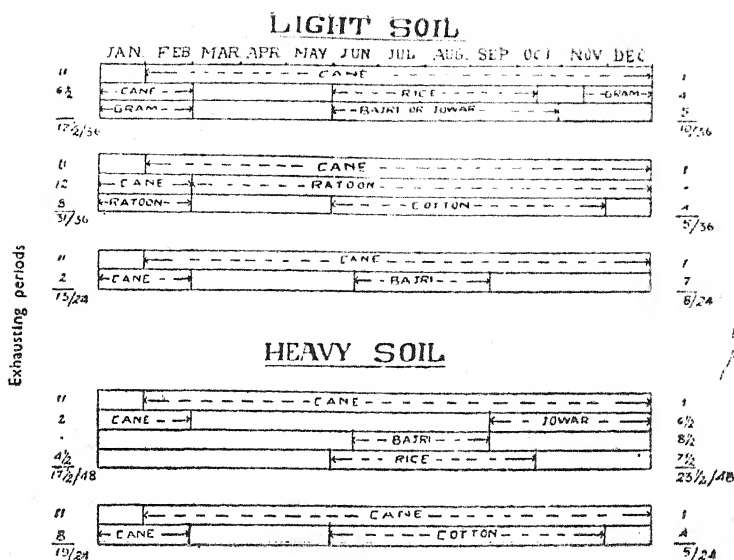 LIGHT SOIL
JAN. FEB MAR. APR. MAY JUN JUL AUG. SEP OCT NOV DEC
11 CANE 1
6½ CANE RICE GRAM 4
GRAM BAJRI OR JOWAR 5
17½/36 10/36
11 CANE 1
12 CANE RATOON -
8 RATOON COTTON 4
31/36 5/36
11 CANE 1
2 CANE BAJRI 7
13/24 8/24
Exhausting periods
HEAVY SOIL
11 CANE 1
2 CANE JOWAR 6½
- BAJRI 8½
4½ RICE 7½
17½/48 23½/48
11 CANE 1
8 CANE COTTON 4
19/24 5/24